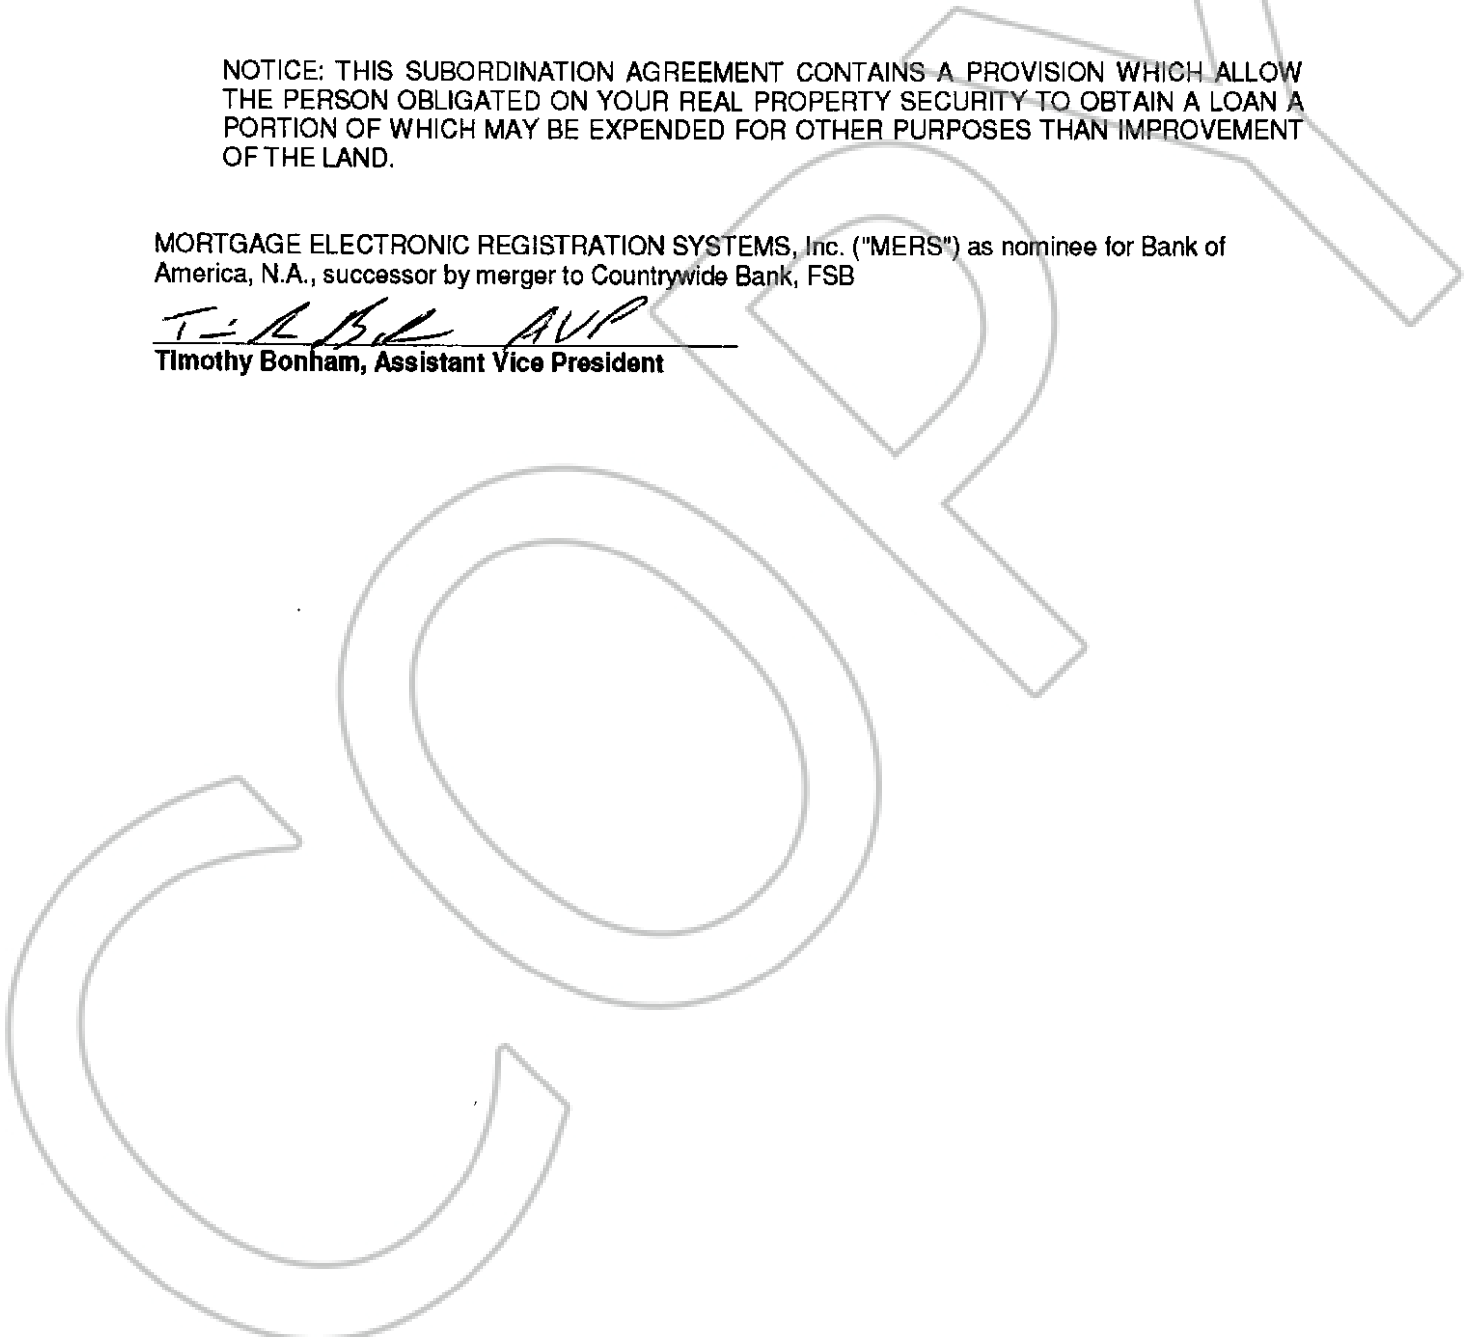 NOTICE: THIS SUBORDINATION AGREEMENT CONTAINS A PROVISION WHICH ALLOW
THE PERSON OBLIGATED ON YOUR REAL PROPERTY SECURITY TO OBTAIN A LOAN A
PORTION OF WHICH MAY BE EXPENDED FOR OTHER PURPOSES THAN IMPROVEMENT
OF THE LAND.
MORTGAGE ELECTRONIC REGISTRATION SYSTEMS, Inc. ("MERS") as nominee for Bank of
America, N.A., successor by merger to Countrywide Bank, FSB
AVP
Timothy Bonham, Assistant Vice President
COPY